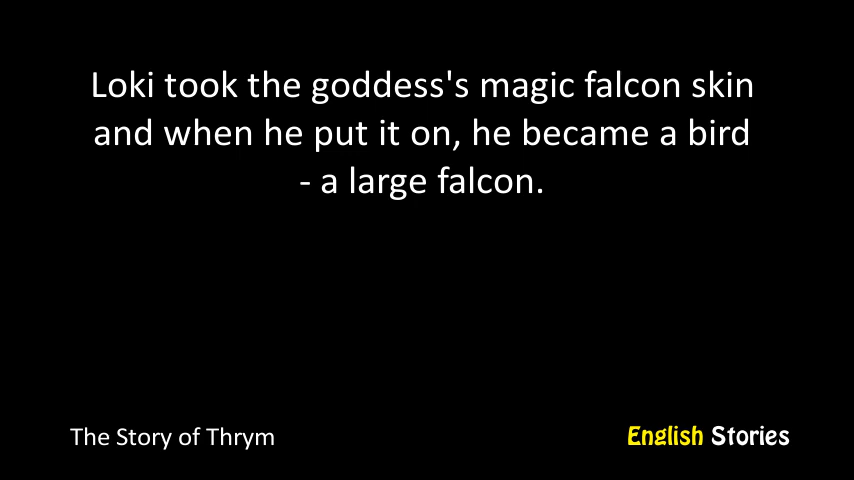 Loki took the goddess's magic falcon skin
and when he put it on, he became a bird
- a large falcon.
The Story of Thrym
English Stories